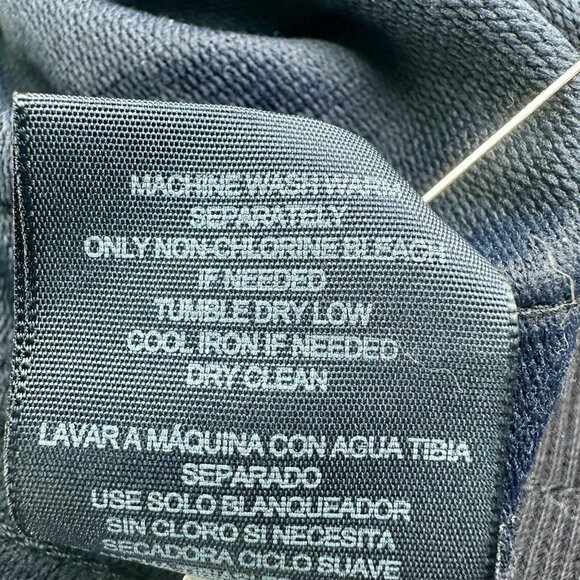 MACHINE WASH WARM
SEPARATELY
ONLY NON-CHLORINE BLEACH
IF NEEDED
TUMBLE DRY LOW
COOL IRON IF NEEDED
DRY CLEAN
LAVAR A MÁQUINA CON AGUA TIBIA
SEPARADO
USE SOLO BLANQUEADOR
SIN CLORO SI NECESITA
SECADORA CICLO SUAVE